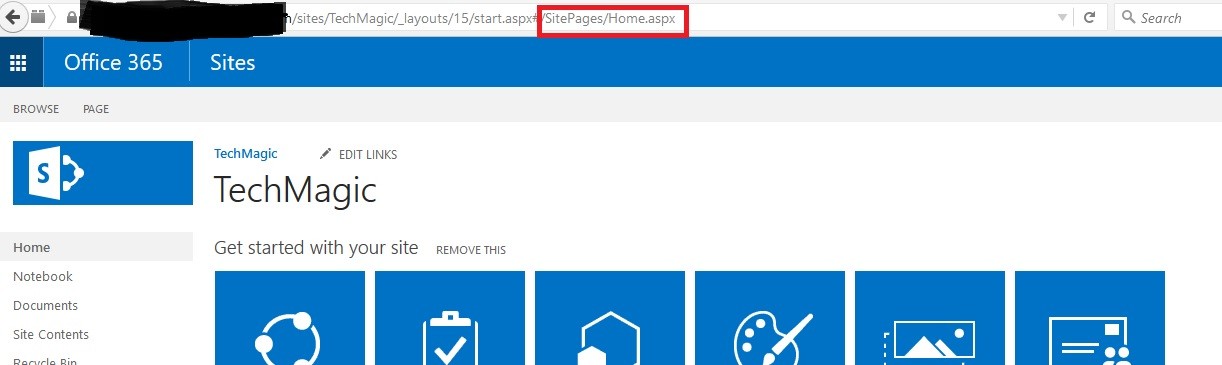 /sites/TechMagic/_layouts/15/start.aspx#/SitePages/Home.aspx
Search
Office 365
Sites
BROWSE
PAGE
S
TechMagic
EDIT LINKS
TechMagic
Home
Get started with your site
REMOVE THIS
Notebook
Documents
Site Contents
Recycle Bin